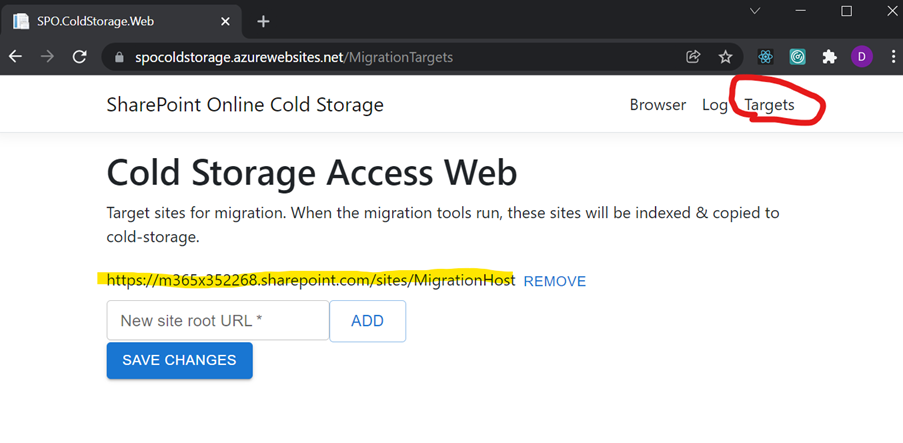 SPO.ColdStorage.Web
spocoldstorage.azurewebsites.net/MigrationTargets
D
SharePoint Online Cold Storage
Browser Log Targets
Cold Storage Access Web
Target sites for migration. When the migration tools run, these sites will be indexed & copied to
cold-storage.
https://m365x352268.sharepoint.com/sites/MigrationHost REMOVE
New site root URL * ADD
SAVE CHANGES